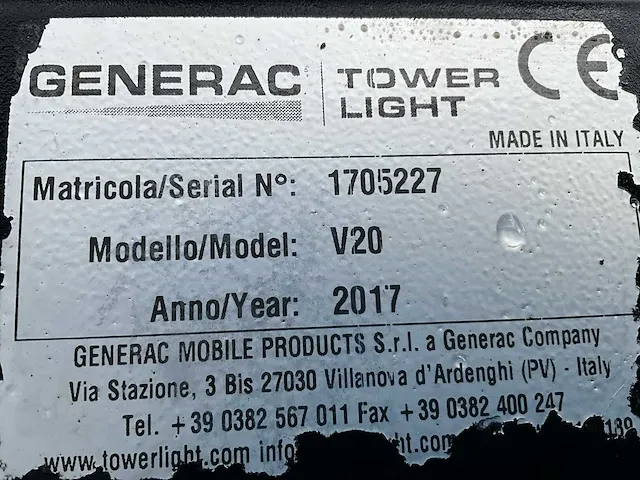 GENERAC TOWER LIGHT CE
MADE IN ITALY
Matricola/Serial N°: 1705227
Modello/Model: V20
Anno/Year: 2017
GENERAC MOBILE PRODUCTS S.r.l. a Generac Company
Via Stazione, 3 Bis 27030 Villanova d'Ardenghi (PV) - Italy
Tel. +39 0382 567 011 Fax +39 0382 400 247
www.towerlight.com